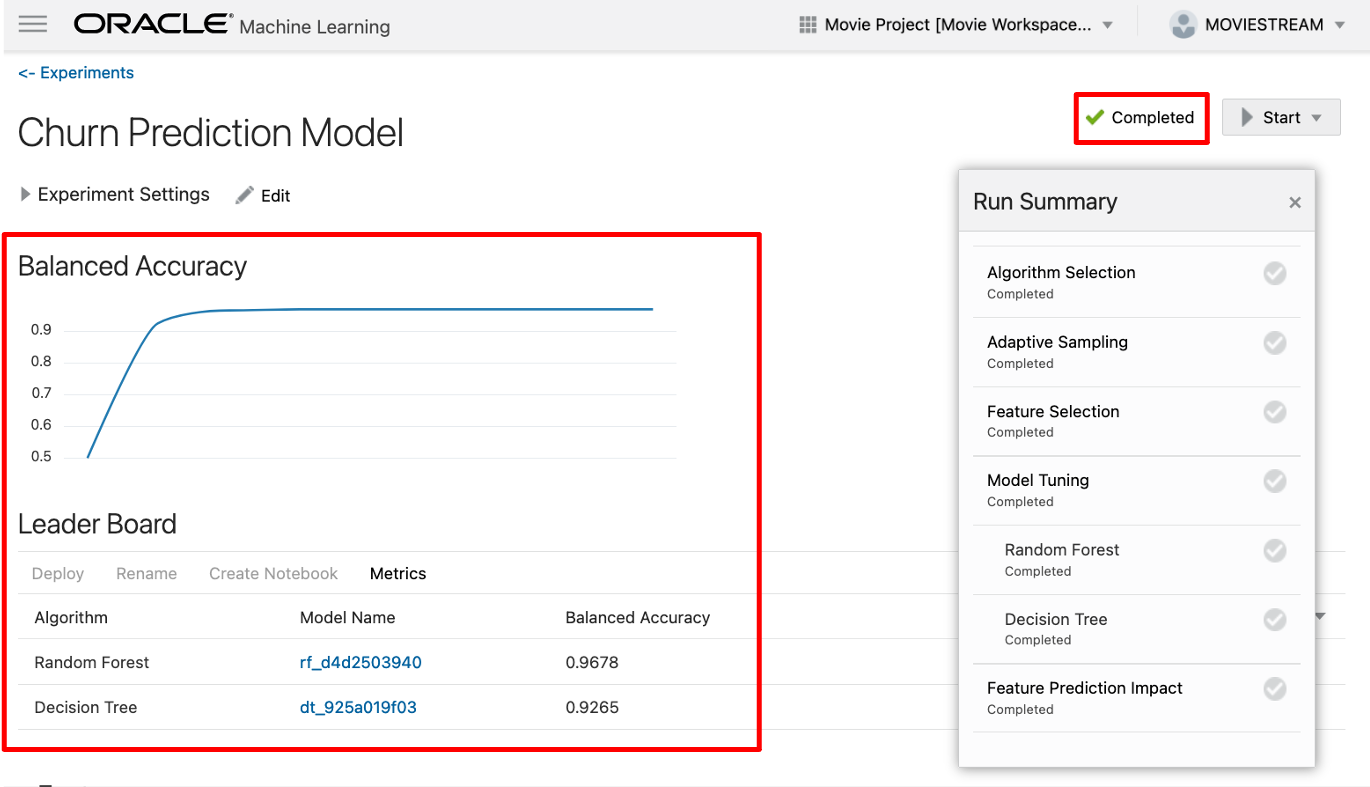 ORACLE® Machine Learning
Movie Project [Movie Workspace...
MOVIESTREAM
<- Experiments
Churn Prediction Model
Completed
Start
Experiment Settings
Edit
Balanced Accuracy
0.9
0.8
0.7
0.6
0.5
Leader Board
Deploy Rename Create Notebook Metrics
Algorithm Model Name Balanced Accuracy
Random Forest rf_d4d2503940 0.9678
Decision Tree dt_925a019f03 0.9265
Run Summary
Algorithm Selection
Completed
Adaptive Sampling
Completed
Feature Selection
Completed
Model Tuning
Completed
Random Forest
Completed
Decision Tree
Completed
Feature Prediction Impact
Completed